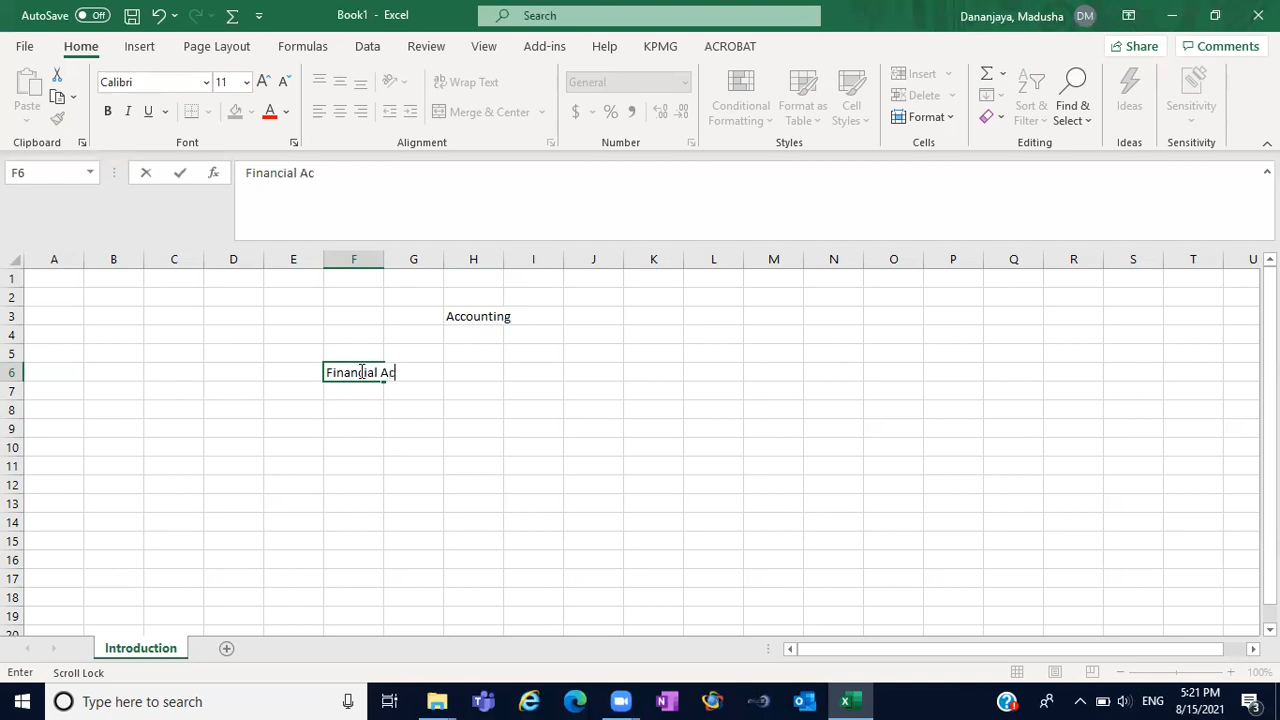 AutoSave Off Book1 - Excel Search Dananjaya, Madusha DM
File Home Insert Page Layout Formulas Data Review View Add-ins Help KPMG ACROBAT Share Comments
Paste Calibri 11 B I U A Wrap Text Merge & Center General $ % Conditional Formatting Format as Table Cell Styles Insert Delete Format Sort & Filter Find & Select Ideas Sensitivity
Clipboard Font Alignment Number Styles Cells Editing Ideas Sensitivity
F6 fx Financial Ac
A B C D E F G H I J K L M N O P Q R S T U
1
2
3 Accounting
4
5
6 Financial Ac
7
8
9
10
11
12
13
14
15
16
17
18
19
20
Introduction
Enter Scroll Lock 100%
Type here to search ENG 5:21 PM
8/15/2021 3